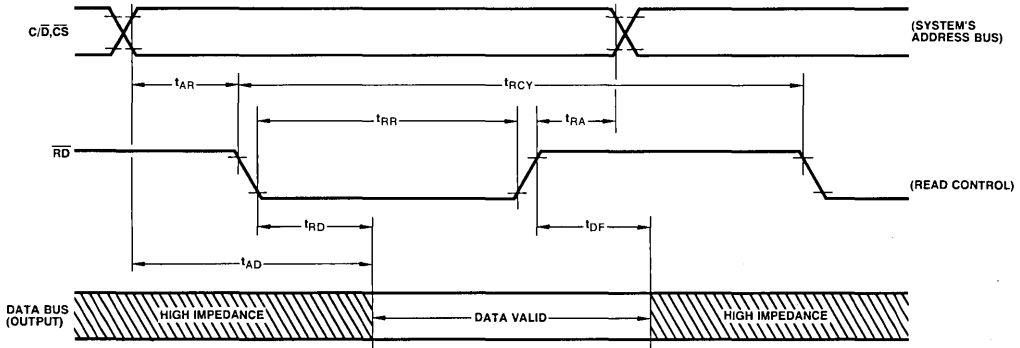 C/D̅,C̅S̅
(SYSTEM'S
ADDRESS BUS)
tAR
tRCY
tRR
tRA
R̅D̅
(READ CONTROL)
tRD
tDF
tAD
DATA BUS
(OUTPUT)
HIGH IMPEDANCE
DATA VALID
HIGH IMPEDANCE